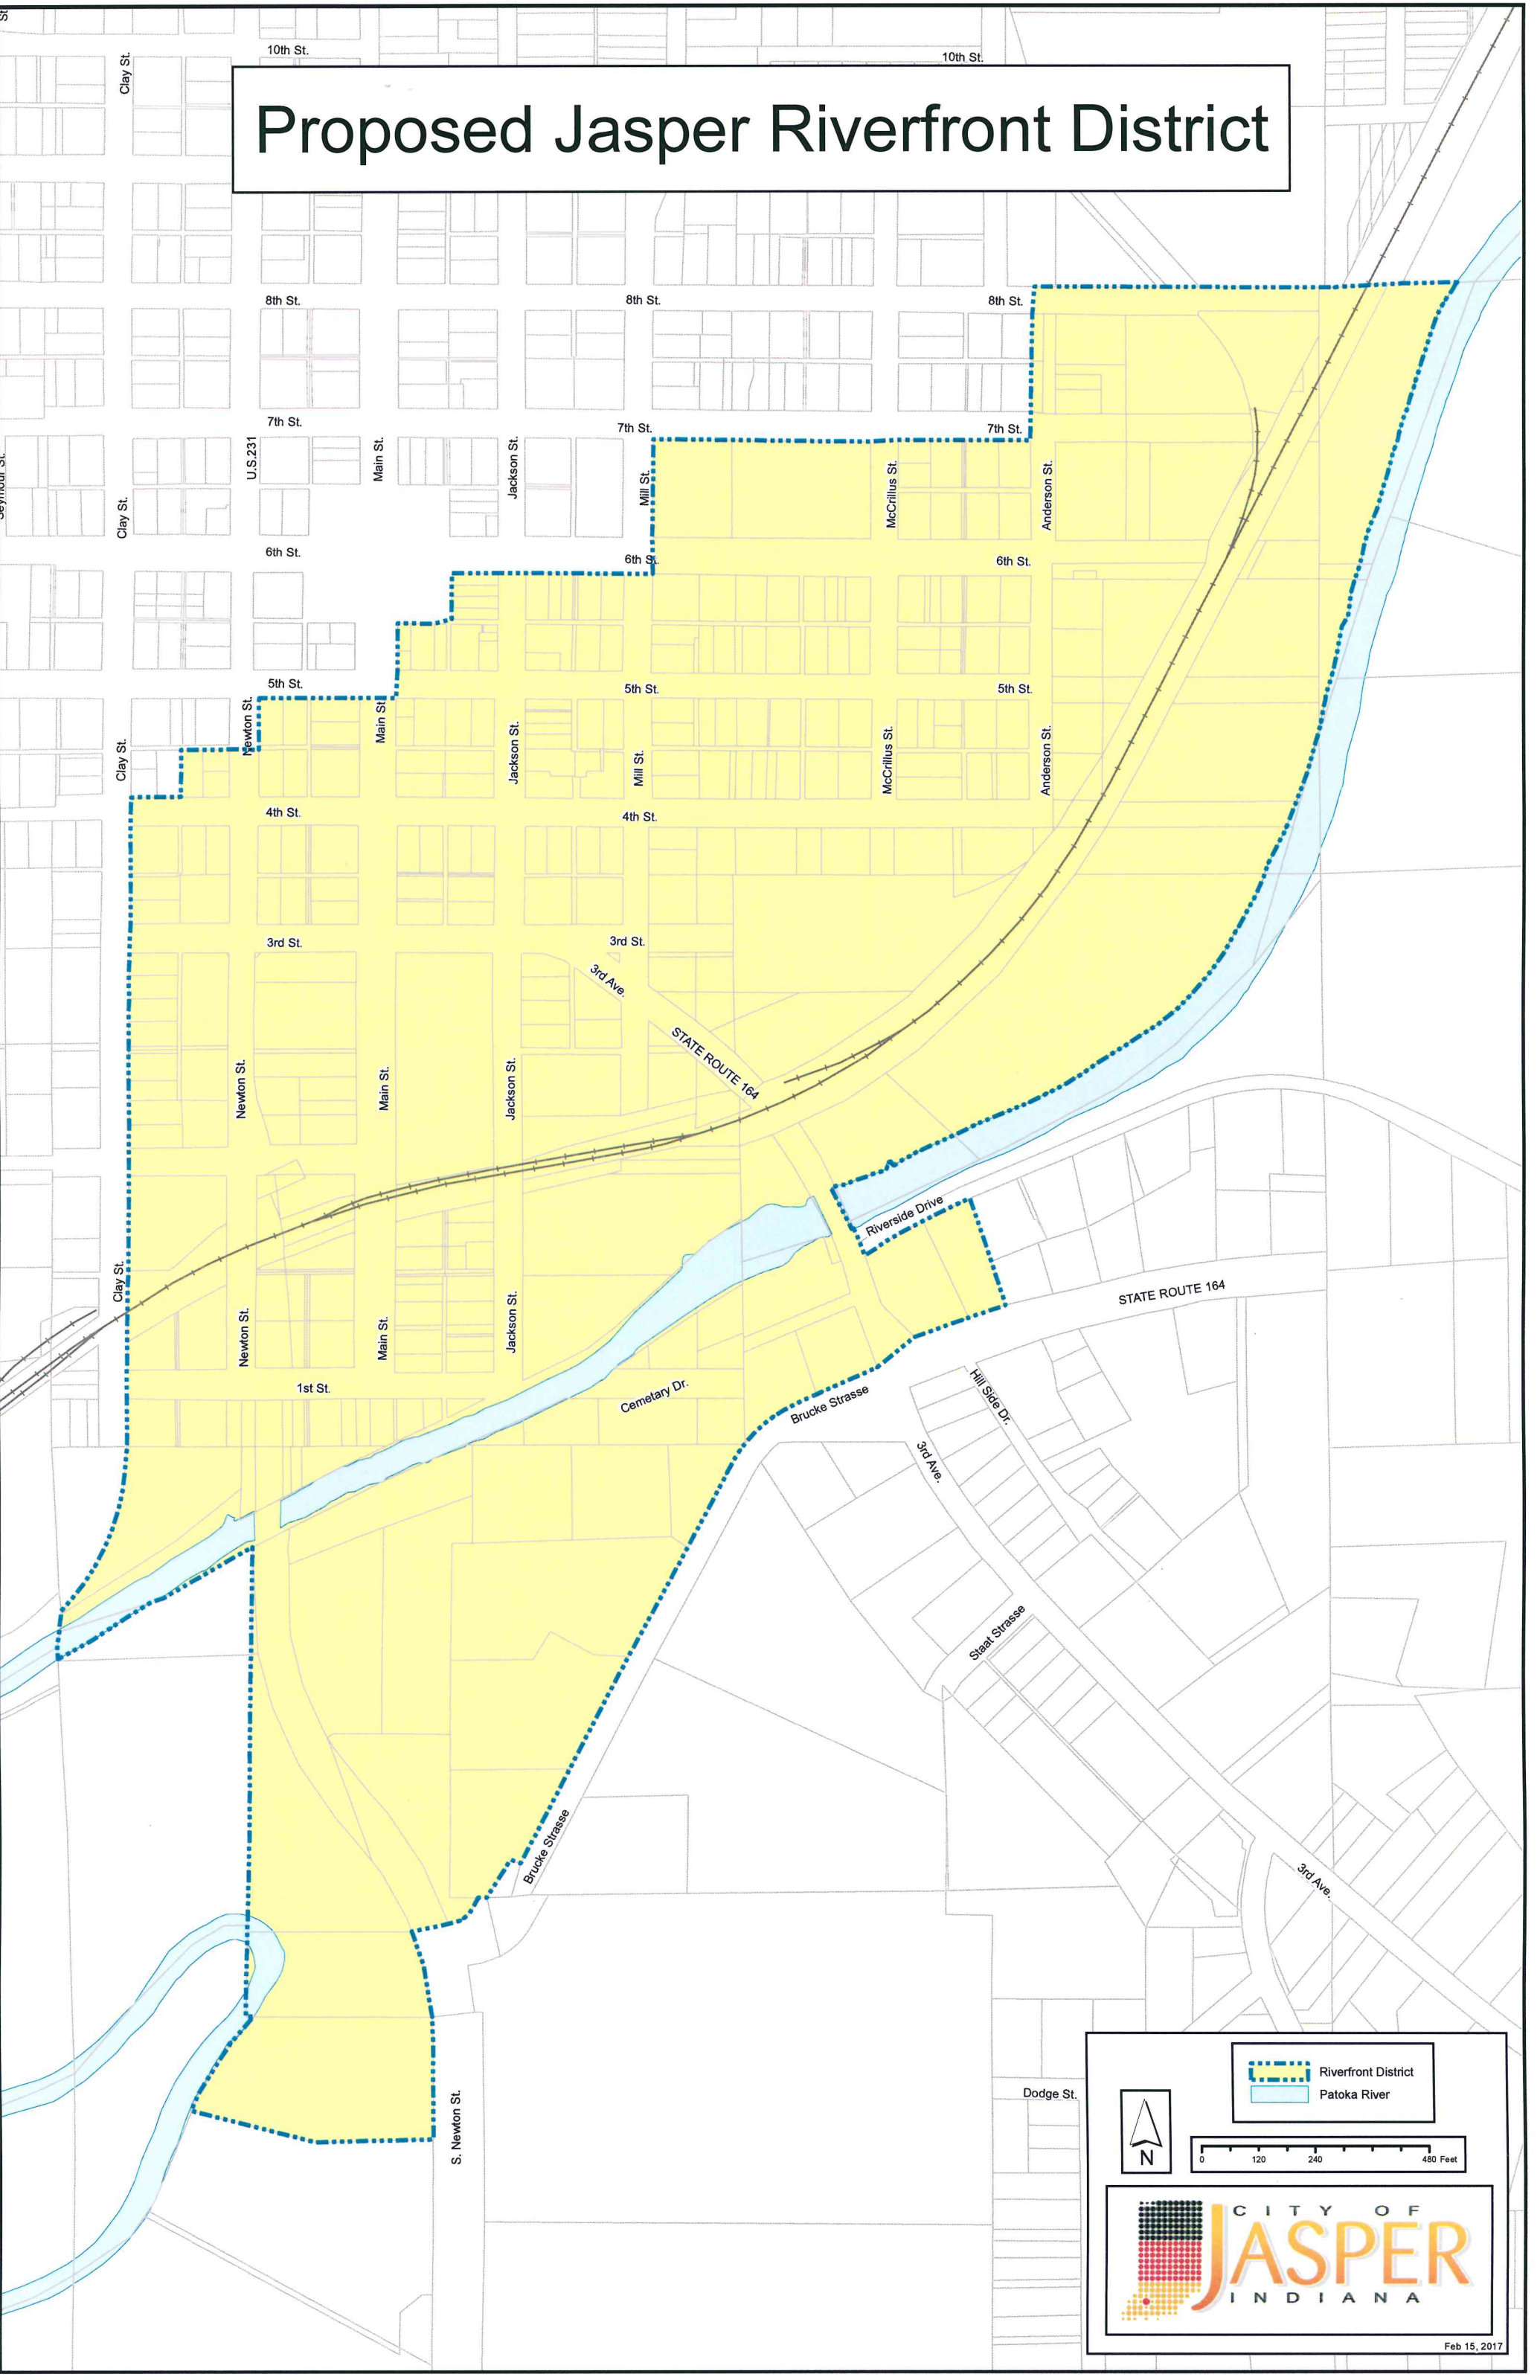 St
10th St.
10th St.
Clay St.
Proposed Jasper Riverfront District
8th St.
8th St.
8th St.
7th St.
7th St.
7th St.
U.S.231
Main St.
Jackson St.
Mill St.
McCrillus St.
Anderson St.
Seymour St.
Clay St.
6th St.
6th St.
6th St.
5th St.
5th St.
5th St.
Newton St.
Main St.
Jackson St.
Mill St.
McCrillus St.
Anderson St.
Clay St.
4th St.
4th St.
3rd St.
3rd St.
3rd Ave.
STATE ROUTE 164
Newton St.
Main St.
Jackson St.
Riverside Drive
Clay St.
STATE ROUTE 164
Newton St.
Main St.
Jackson St.
1st St.
Cemetary Dr.
Brucke Strasse
Hill Side Dr.
3rd Ave.
Staat Strasse
Brucke Strasse
3rd Ave.
S. Newton St.
Dodge St.
Riverfront District
Patoka River
N
0 120 240 480 Feet
CITY OF
JASPER
INDIANA
Feb 15, 2017